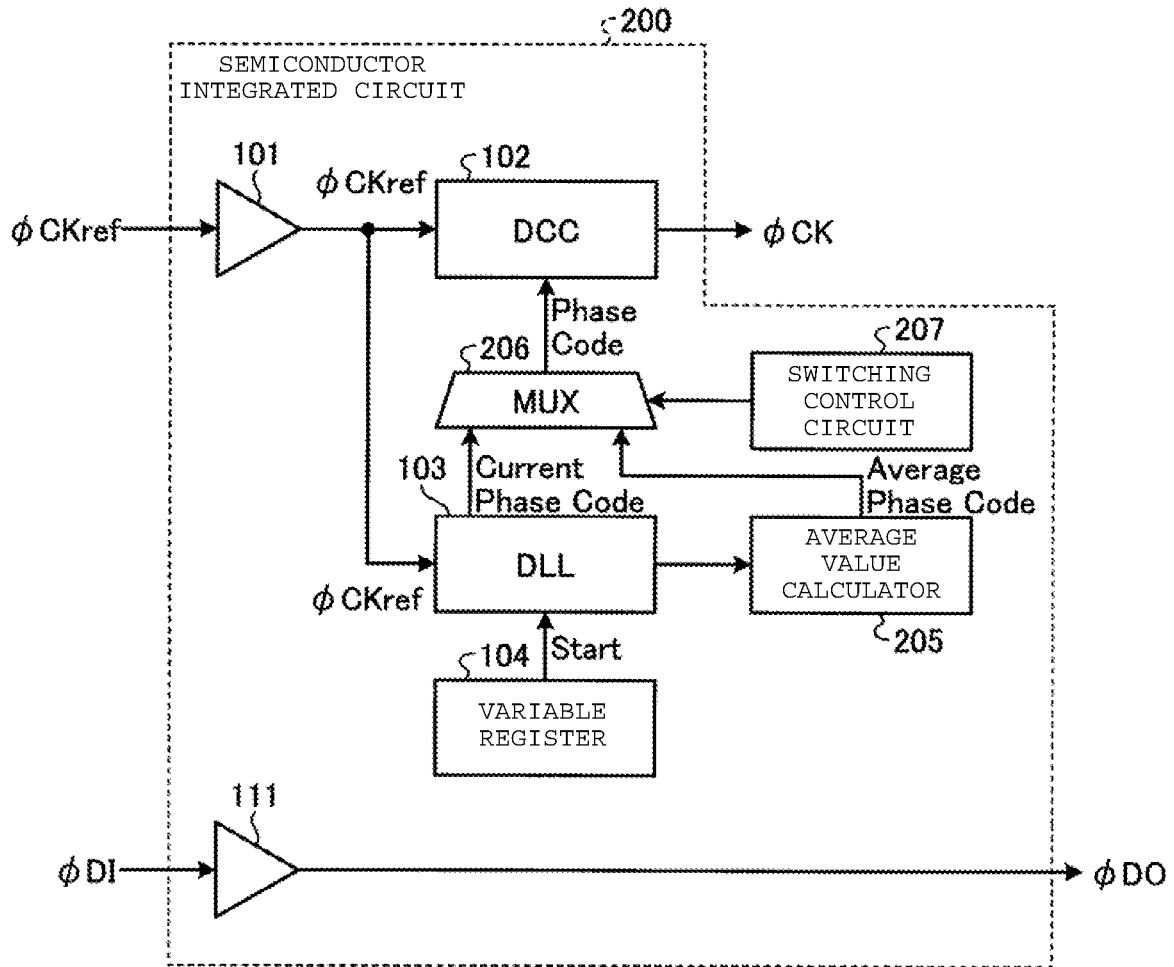 200
SEMICONDUCTOR
INTEGRATED CIRCUIT
101
102
φCKref
φCKref
DCC
φCK
Phase
Code
206
207
MUX
SWITCHING
CONTROL
CIRCUIT
103
Current
Phase Code
Average
Phase Code
DLL
AVERAGE
VALUE
CALCULATOR
φCKref
205
104
Start
VARIABLE
REGISTER
111
φDI
φDO